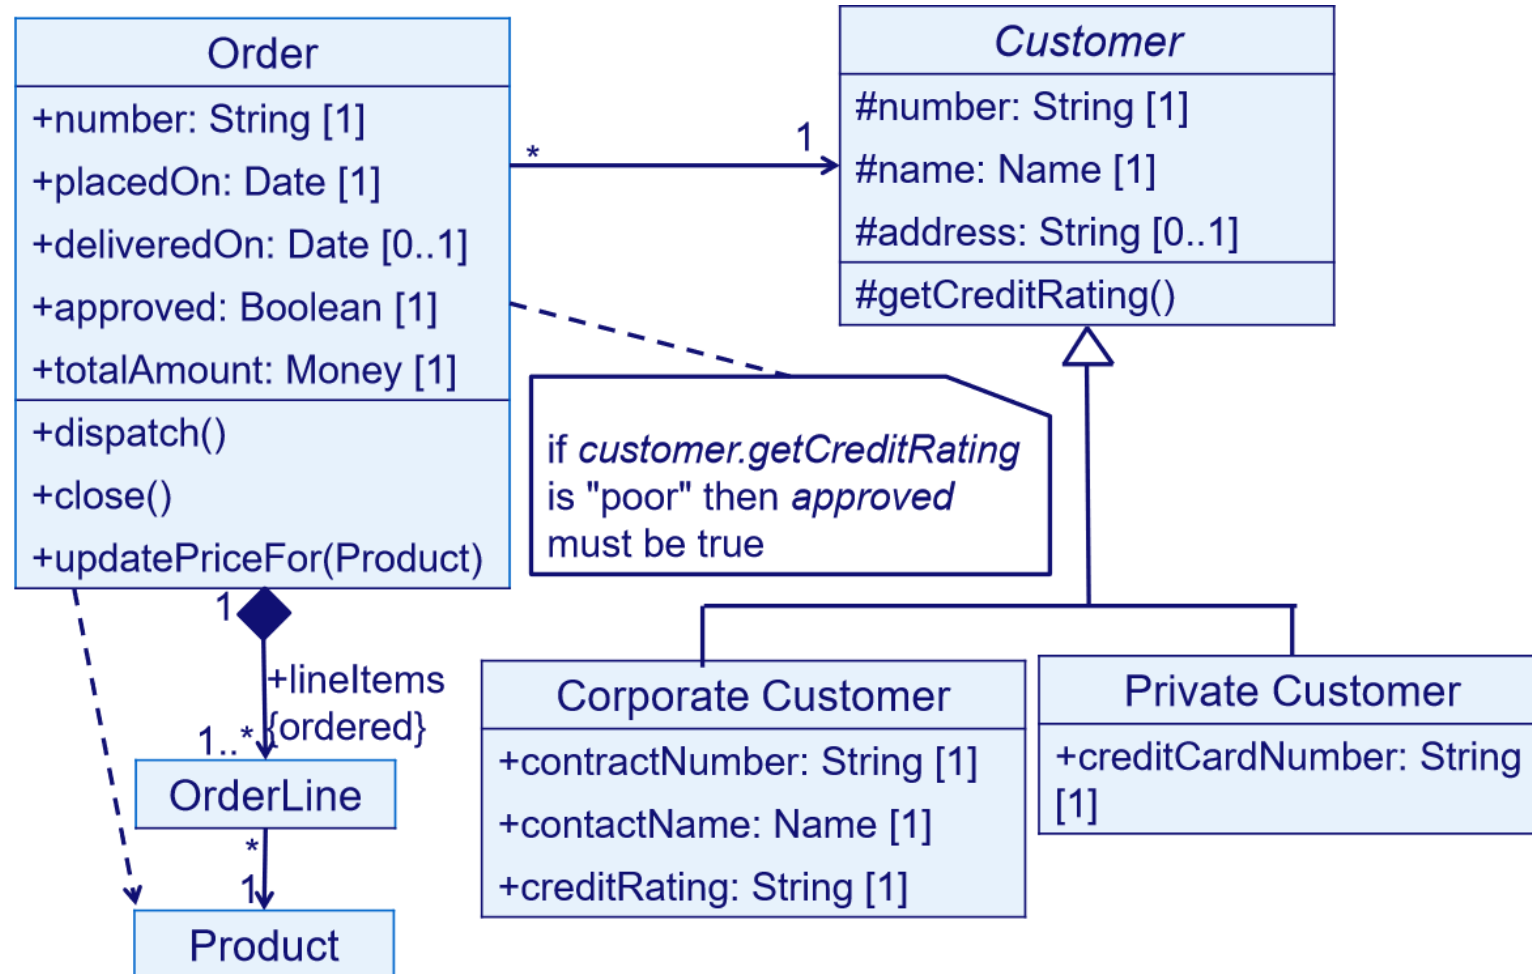 Order
+number: String [1]
+placedOn: Date [1]
+deliveredOn: Date [0..1]
+approved: Boolean [1]
+totalAmount: Money [1]
+dispatch()
+close()
+updatePriceFor(Product)
*
1
Customer
#number: String [1]
#name: Name [1]
#address: String [0..1]
#getCreditRating()
if customer.getCreditRating
is "poor" then approved
must be true
1
+lineItems
{ordered}
1..*
OrderLine
*
1
Product
Corporate Customer
+contractNumber: String [1]
+contactName: Name [1]
+creditRating: String [1]
Private Customer
+creditCardNumber: String
[1]